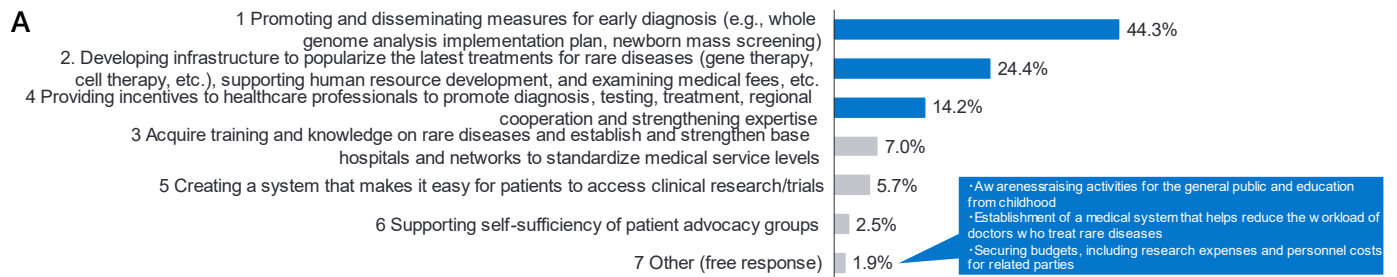 A
1 Promoting and disseminating measures for early diagnosis (e.g., whole
genome analysis implementation plan, newborn mass screening)
44.3%
2. Developing infrastructure to popularize the latest treatments for rare diseases (gene therapy,
cell therapy, etc.), supporting human resource development, and examining medical fees, etc.
24.4%
4 Providing incentives to healthcare professionals to promote diagnosis, testing, treatment, regional
cooperation and strengthening expertise
14.2%
3 Acquire training and knowledge on rare diseases and establish and strengthen base
hospitals and networks to standardize medical service levels
7.0%
5 Creating a system that makes it easy for patients to access clinical research/trials
5.7%
6 Supporting self-sufficiency of patient advocacy groups
2.5%
7 Other (free response)
1.9%
・Awarenessraising activities for the general public and education
from childhood
・Establishment of a medical system that helps reduce the workload of
doctors who treat rare diseases
・Securing budgets, including research expenses and personnel costs
for related parties